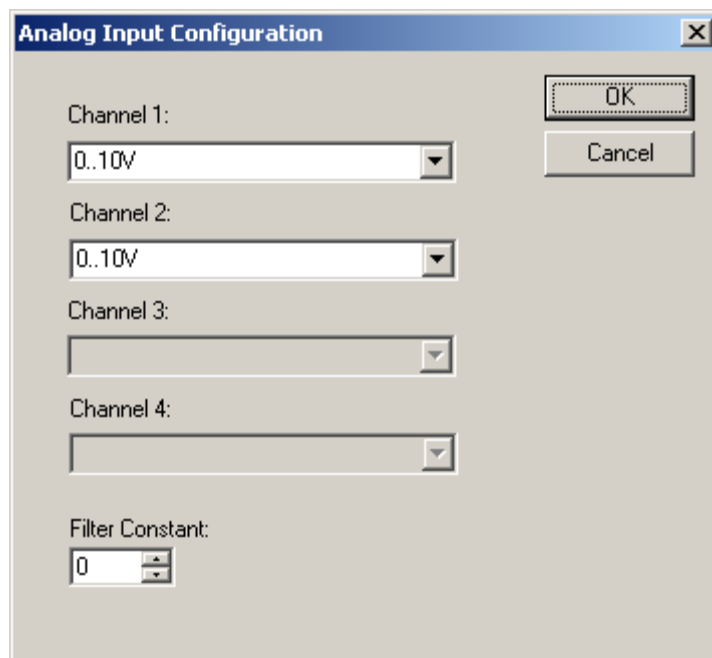 Analog Input Configuration
Channel 1:
0..10V
OK
Cancel
Channel 2:
0..10V
Channel 3:
Channel 4:
Filter Constant:
0